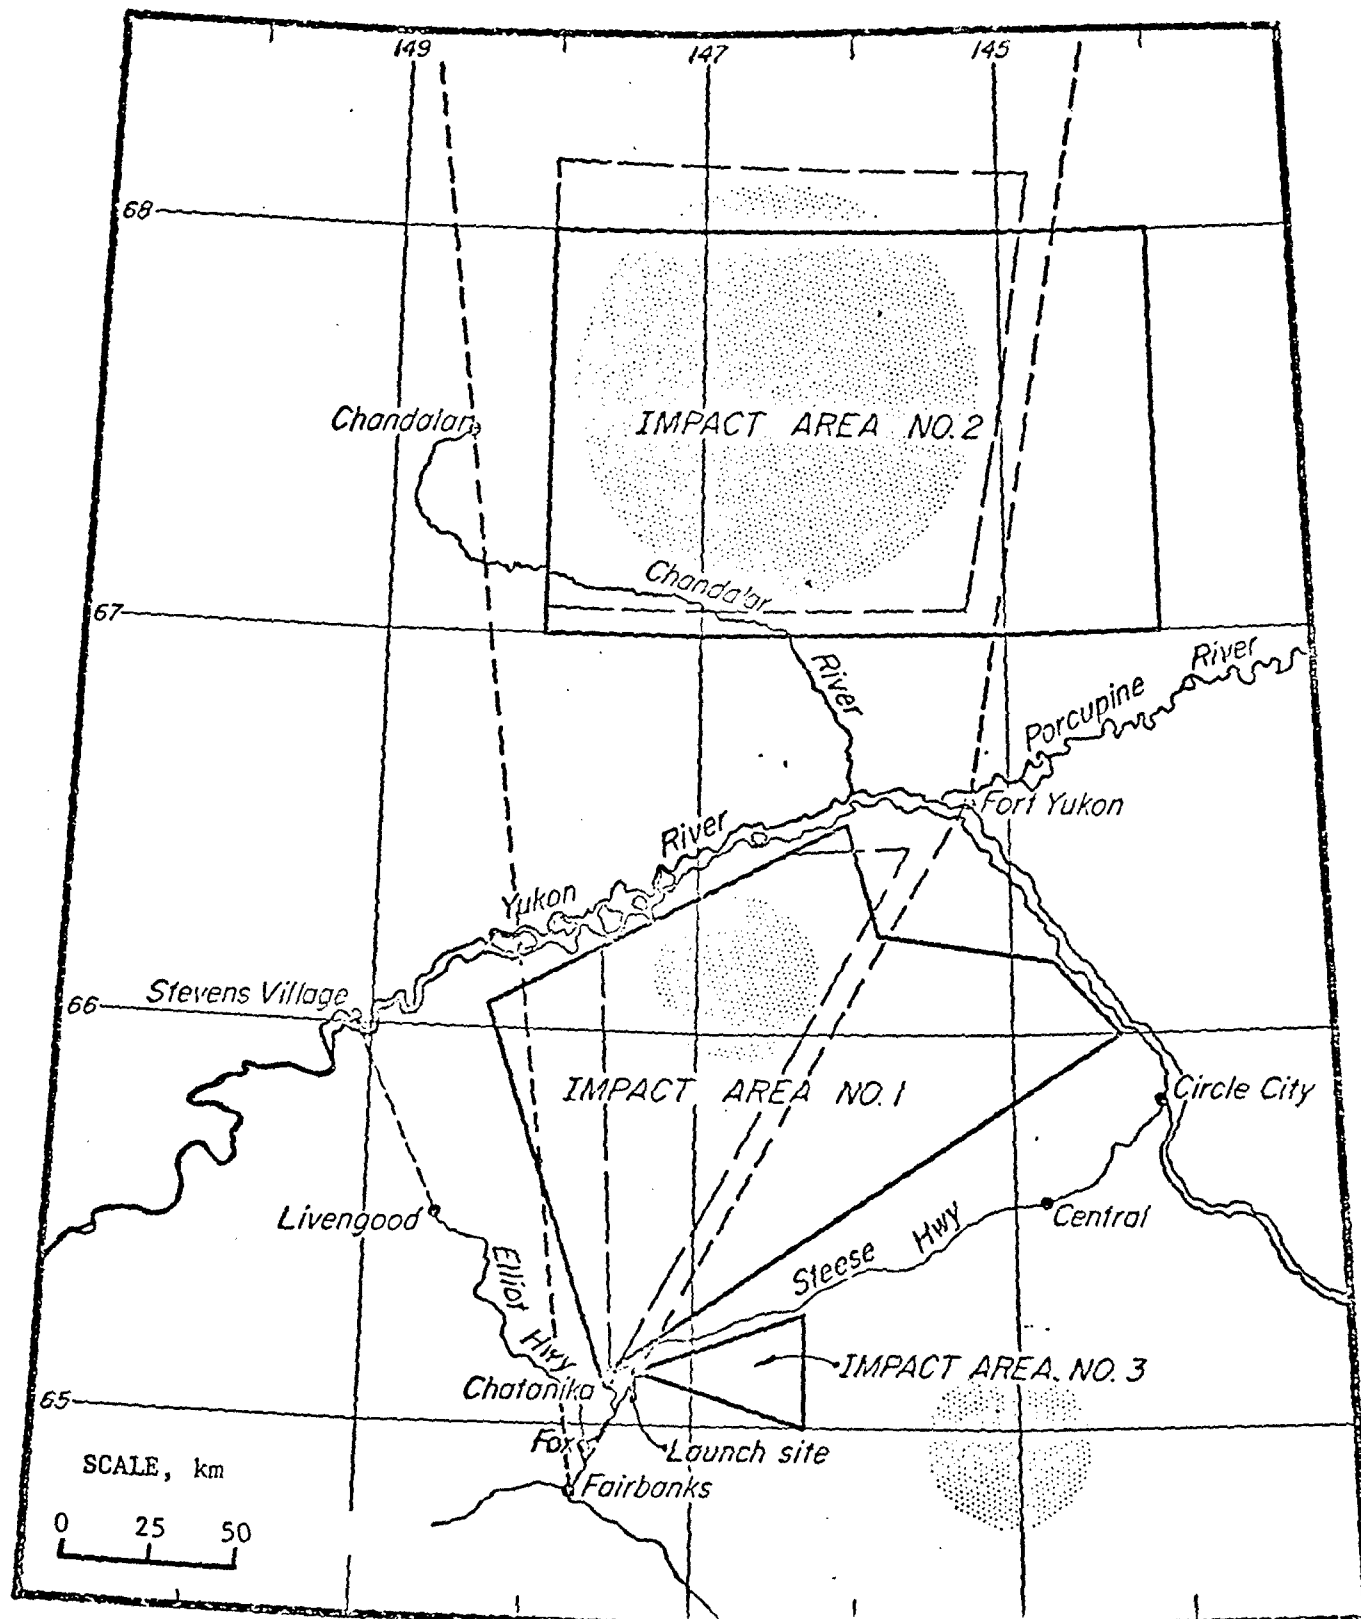 149
147
145
68
Chandalar
IMPACT AREA NO. 2
Chandalar
River
67
Porcupine
River
Fort Yukon
River
Yukon
Stevens Village
66
IMPACT AREA NO. 1
Circle City
Livengood
Central
Steese Hwy
Elliot Hwy
IMPACT AREA. NO. 3
Chatanika
65
Fox
Launch site
SCALE, km
Fairbanks
0 25 50